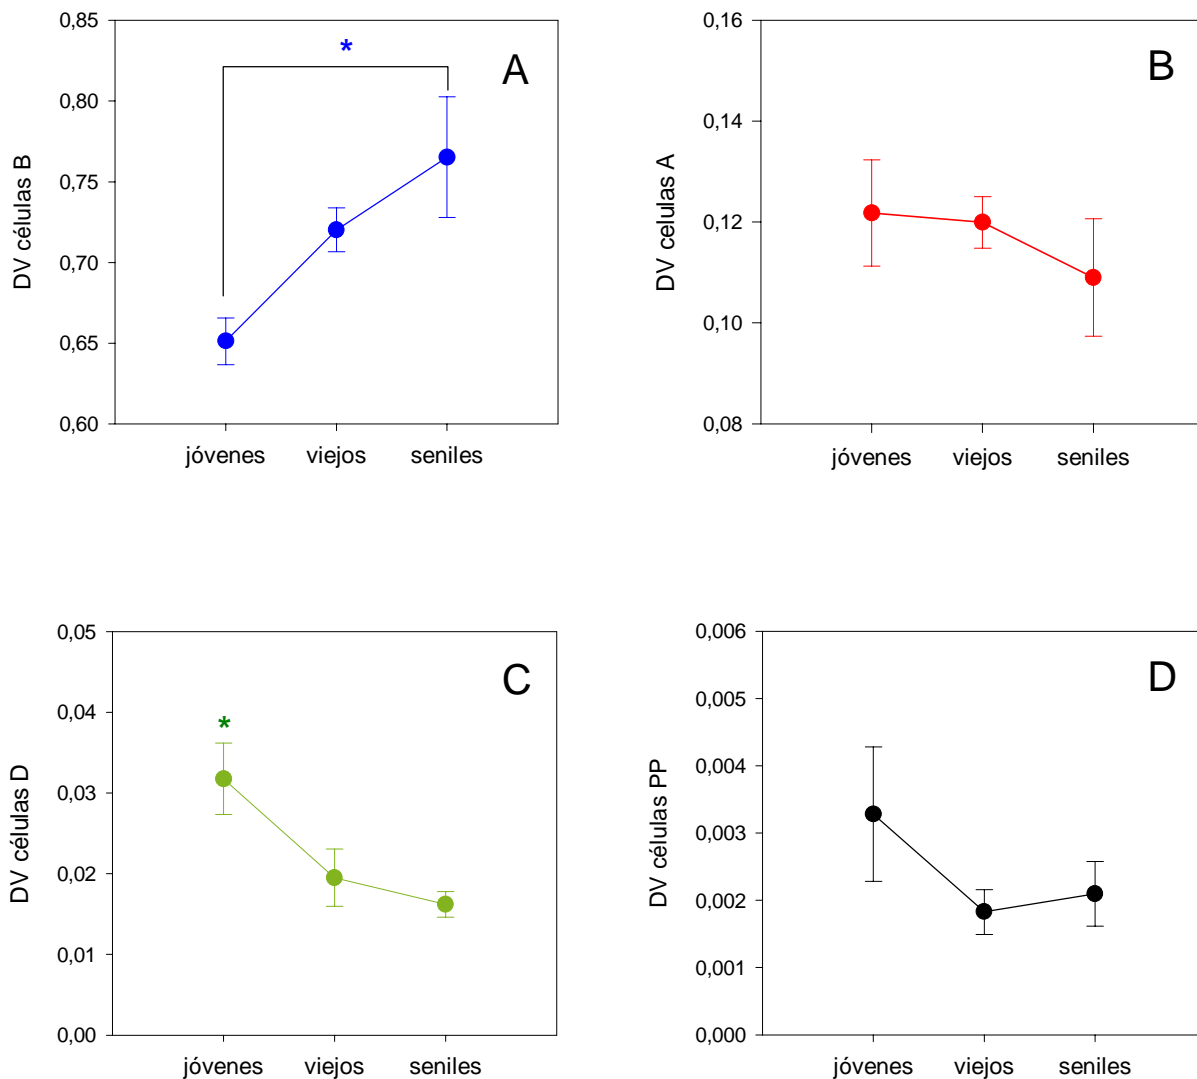 A
*
DV células B
0,85
0,80
0,75
0,70
0,65
0,60
jóvenes viejos seniles
B
DV celulas A
0,16
0,14
0,12
0,10
0,08
jóvenes viejos seniles
C
*
DV células D
0,05
0,04
0,03
0,02
0,01
0,00
jóvenes viejos seniles
D
DV células PP
0,006
0,005
0,004
0,003
0,002
0,001
0,000
jóvenes viejos seniles